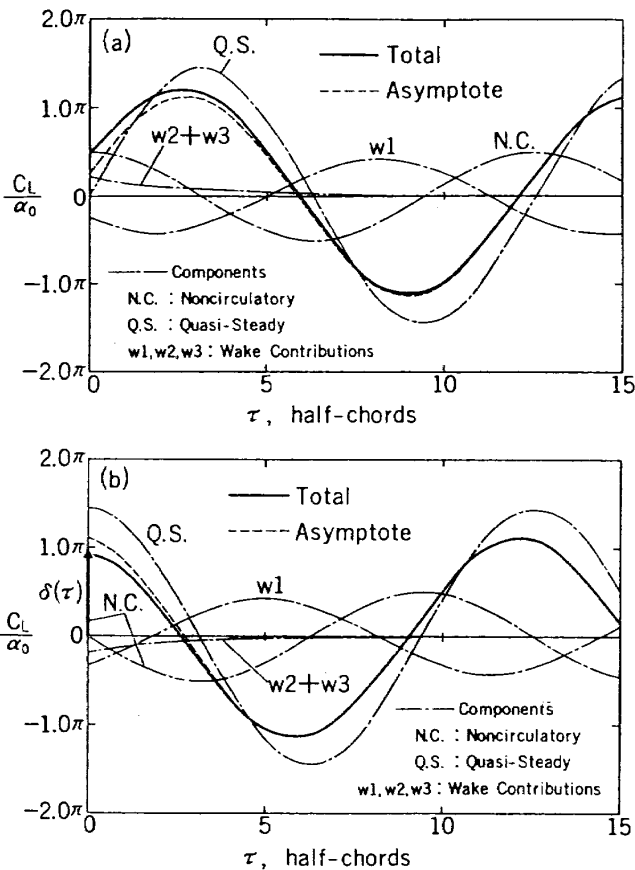 2.0π
(a)
Q.S.
Total
Asymptote
1.0π
w2+w3
w1
N.C.
C_L
α₀
0
Components
N.C. : Noncirculatory
Q.S. : Quasi-Steady
w1,w2,w3 : Wake Contributions
−1.0π
−2.0π
0
5
10
15
τ, half-chords
2.0π
(b)
Q.S.
Total
Asymptote
1.0π
δ(τ)
N.C.
w1
C_L
α₀
0
w2+w3
Components
N.C. : Noncirculatory
Q.S. : Quasi-Steady
w1,w2,w3 : Wake Contributions
−1.0π
−2.0π
0
5
10
15
τ, half-chords